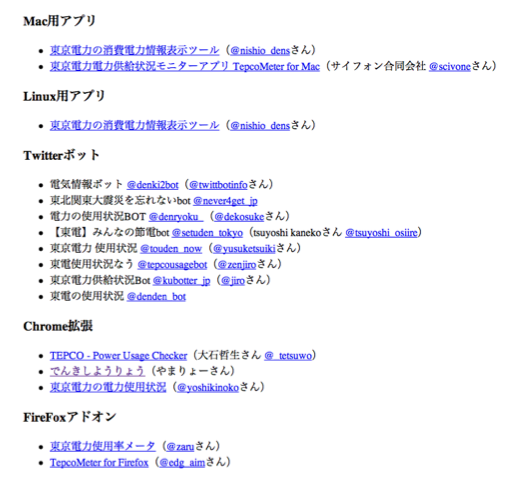 Mac用アプリ
• 東京電力の消費電力情報表示ツール（@nishio_densさん）
• 東京電力電力供給状況モニターアプリ TepcoMeter for Mac（サイフォン合同会社 @scivoneさん）
Linux用アプリ
• 東京電力の消費電力情報表示ツール（@nishio_densさん）
Twitterボット
• 電気情報ボット @denki2bot（@twittbotinfoさん）
• 東北関東大震災を忘れないbot @never4get_jp
• 電力の使用状況BOT @denryoku_（@dekosukeさん）
• 【東電】みんなの節電bot @setuden_tokyo（tsuyoshi kanekoさん @tsuyoshi_osiire）
• 東京電力 使用状況 @touden_now（@yusuketsuikiさん）
• 東電使用状況なう @tepcousagebot（@zenjiroさん）
• 東京電力供給状況Bot @kubotter_jp（@jiroさん）
• 東電の使用状況 @denden_bot
Chrome拡張
• TEPCO - Power Usage Checker（大石哲生さん @_tetsuwo）
• でんきしようりょう（やまりょーさん）
• 東京電力の電力使用状況（@yoshikinokoさん）
FireFoxアドオン
• 東京電力使用率メータ（@zaruさん）
• TepcoMeter for Firefox（@edg_aimさん）